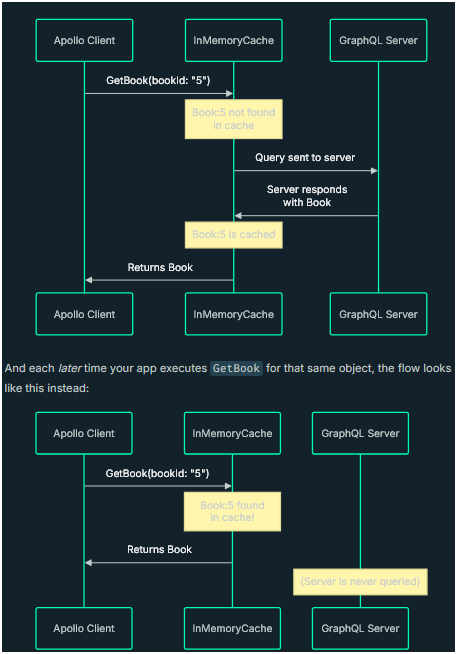 Apollo Client InMemoryCache GraphQL Server
GetBook(bookId: "5")
Book:5 not found
in cache
Query sent to server
Server responds
with Book
Book:5 is cached
Returns Book
Apollo Client InMemoryCache GraphQL Server
And each later time your app executes GetBook for that same object, the flow looks
like this instead:
Apollo Client InMemoryCache GraphQL Server
GetBook(bookId: "5")
Book:5 found
in cache!
Returns Book
(Server is never queried)
Apollo Client InMemoryCache GraphQL Server